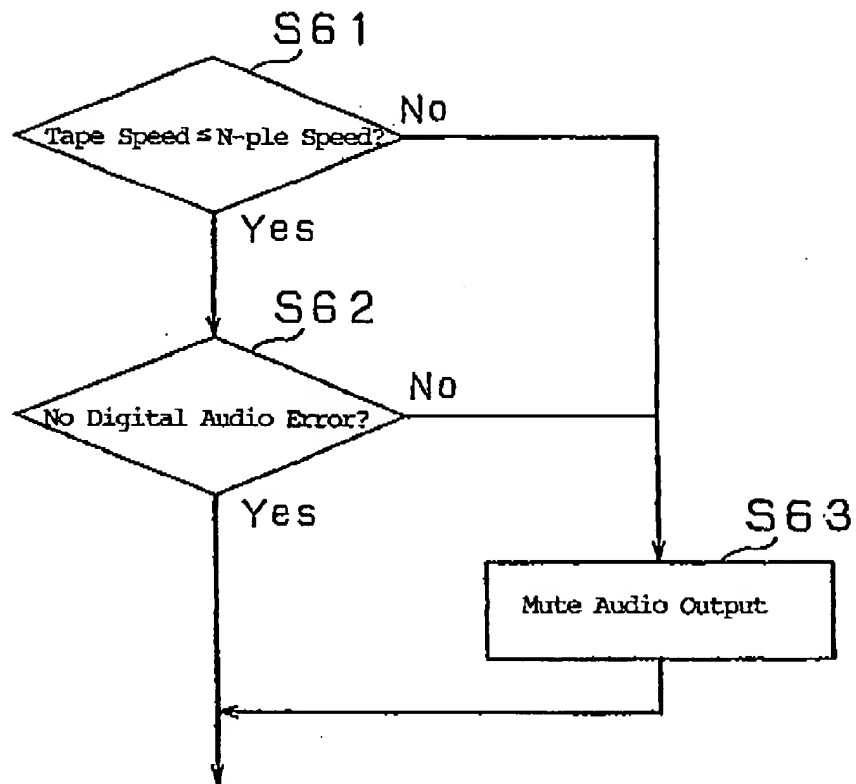 S61
Tape Speed ≤ N-ple Speed?
No
Yes
S62
No Digital Audio Error?
No
Yes
S63
Mute Audio Output